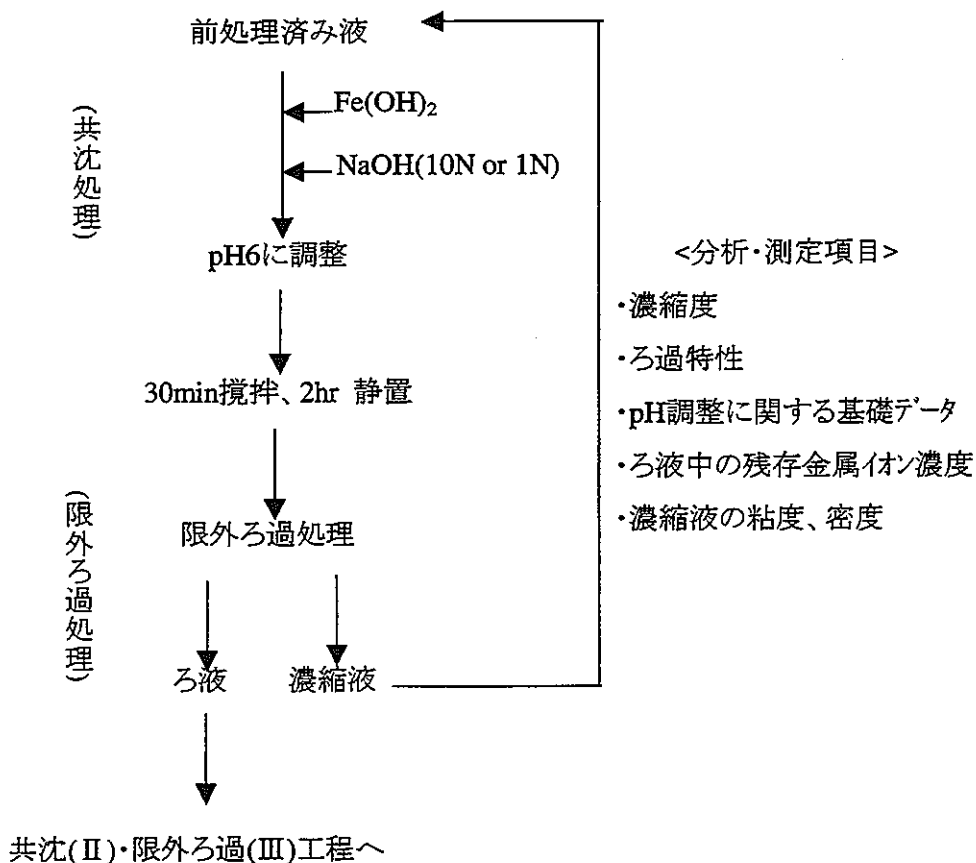 前処理済み液
Fe(OH)₂
NaOH(10N or 1N)
(共沈処理)
pH6に調整
30min撹拌、2hr 静置
(限外ろ過処理)
限外ろ過処理
ろ液
濃縮液
共沈(Ⅱ)・限外ろ過(Ⅲ)工程へ
<分析・測定項目>
・濃縮度
・ろ過特性
・pH調整に関する基礎データ
・ろ液中の残存金属イオン濃度
・濃縮液の粘度、密度